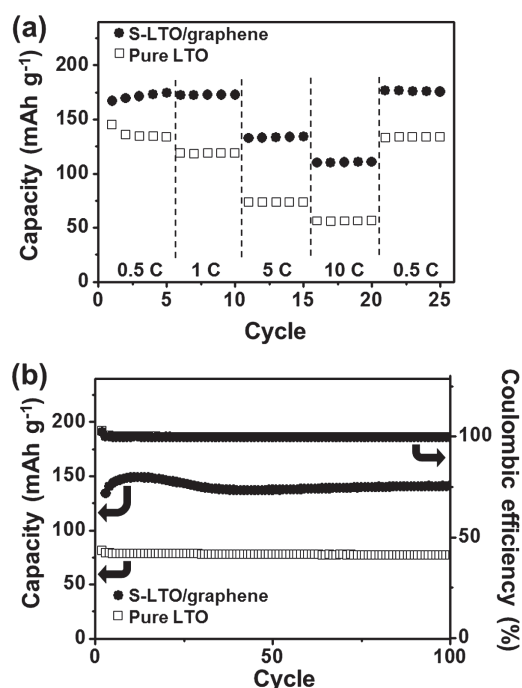 (a)
S-LTO/graphene
Pure LTO
200
150
100
50
0
Capacity (mAh g-1)
0.5 C 1 C 5 C 10 C 0.5 C
0 5 10 15 20 25
Cycle
(b)
200
150
100
50
0
Capacity (mAh g-1)
100
50
0
Coulombic efficiency (%)
S-LTO/graphene
Pure LTO
0 50 100
Cycle